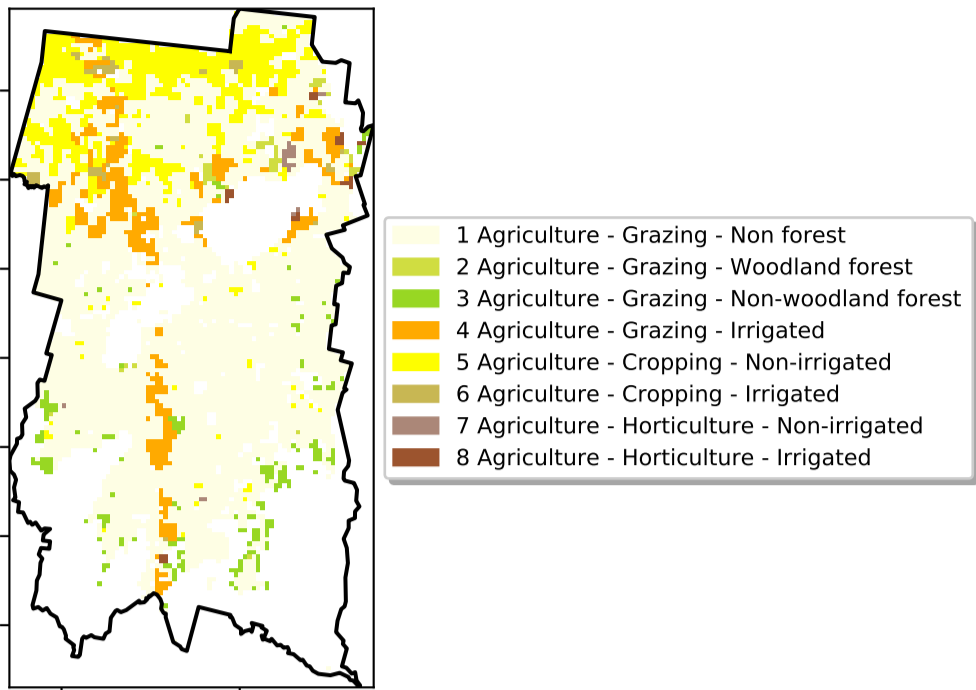 1 Agriculture - Grazing - Non forest
2 Agriculture - Grazing - Woodland forest
3 Agriculture - Grazing - Non-woodland forest
4 Agriculture - Grazing - Irrigated
5 Agriculture - Cropping - Non-irrigated
6 Agriculture - Cropping - Irrigated
7 Agriculture - Horticulture - Non-irrigated
8 Agriculture - Horticulture - Irrigated